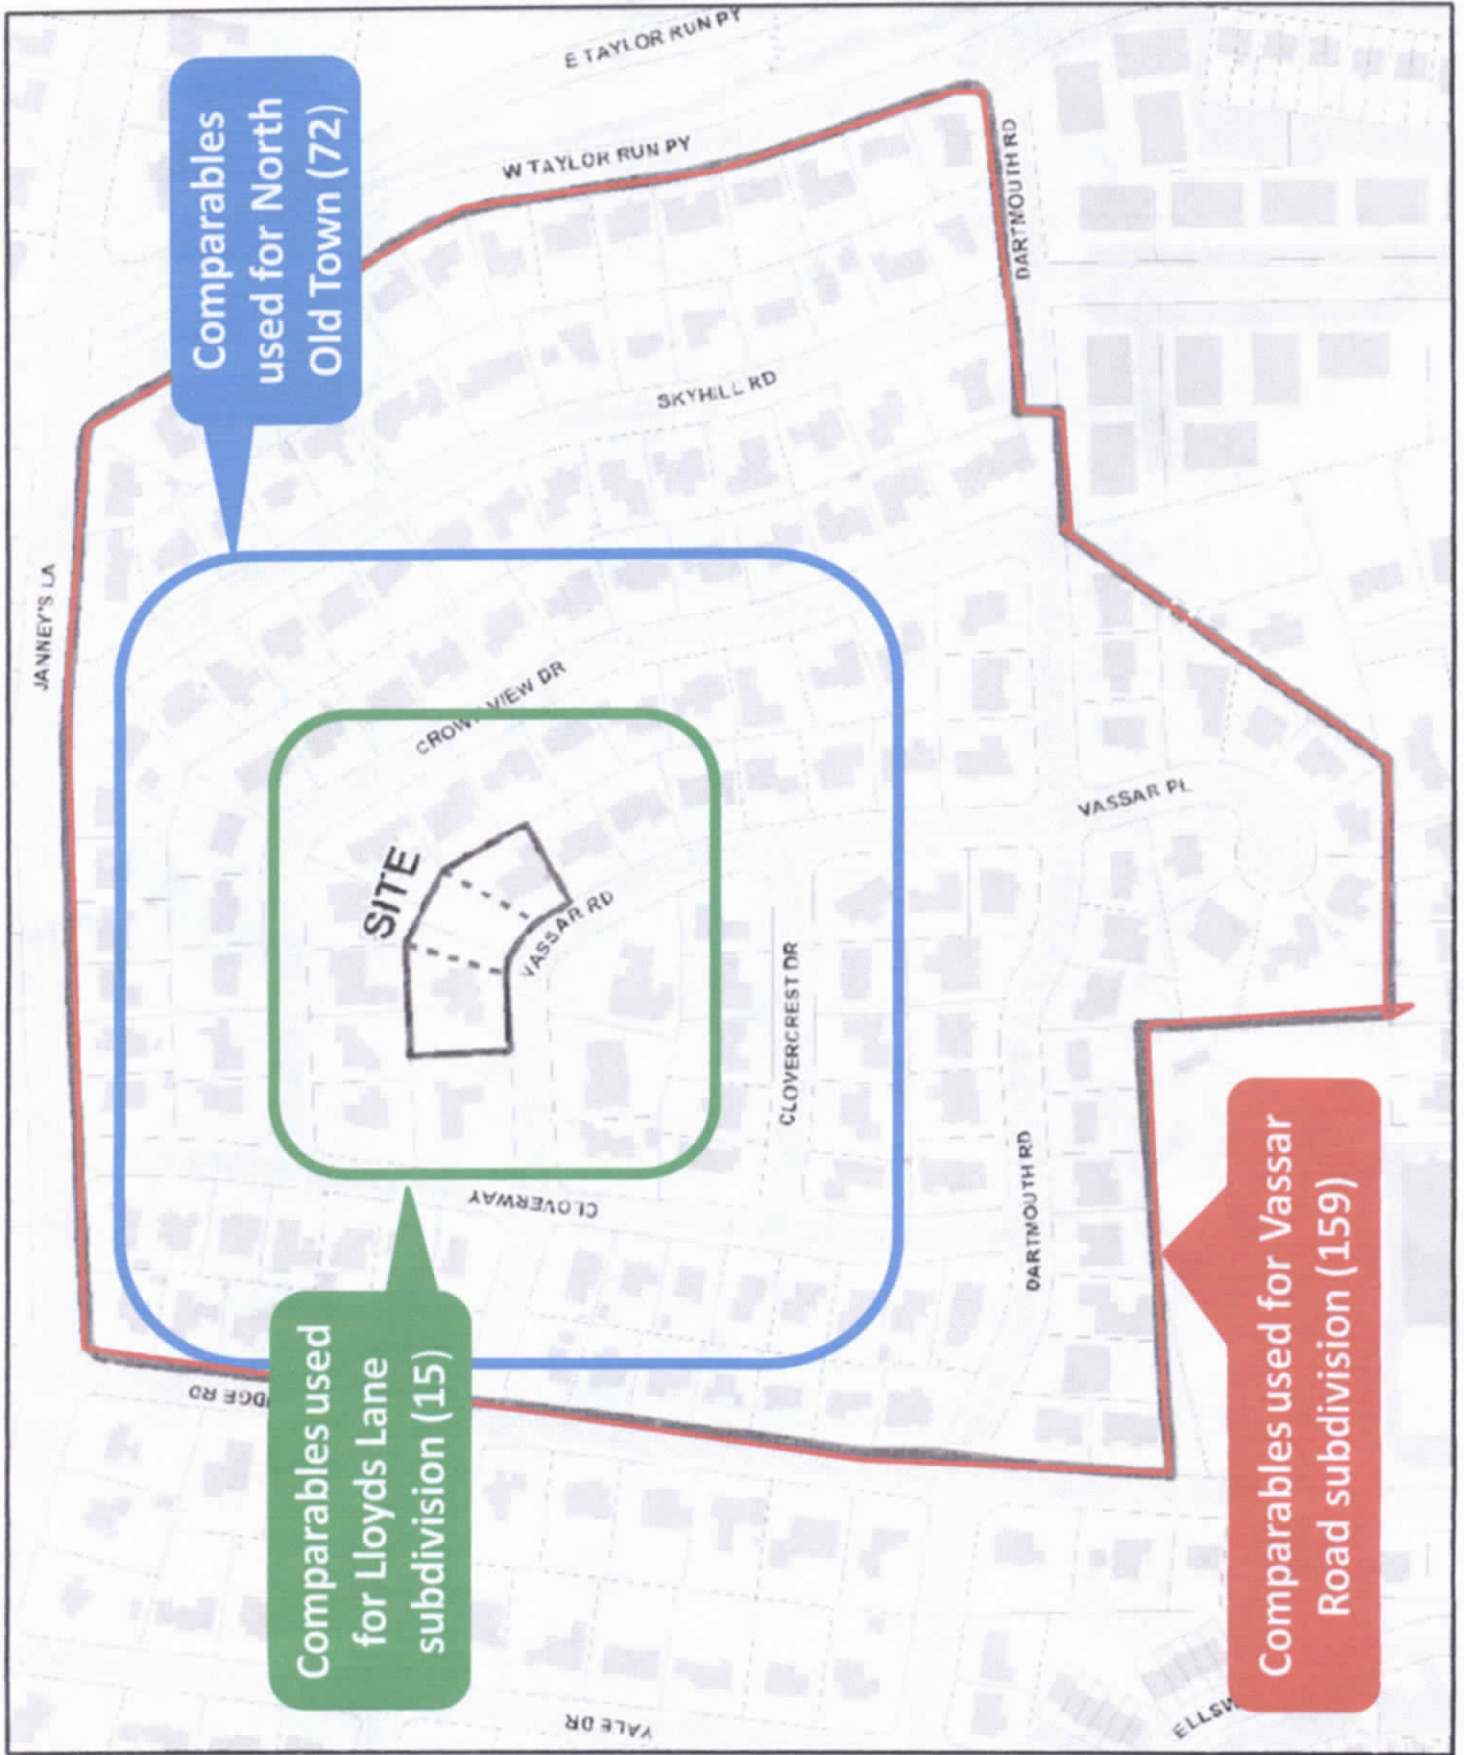 E TAYLOR RUN PY
W TAYLOR RUN PY
Comparables
used for North
Old Town (72)
DARTMOUTH RD
SKYHILL RD
JANNEY'S LA
VIEW DR
VASSAR PL
SITE
VASSAR RD
CLOVERCREST DR
CLOVERWAY
DARTMOUTH RD
RD
Comparables used
for Lloyds Lane
subdivision (15)
Comparables used for Vassar
Road subdivision (159)
YALE DR